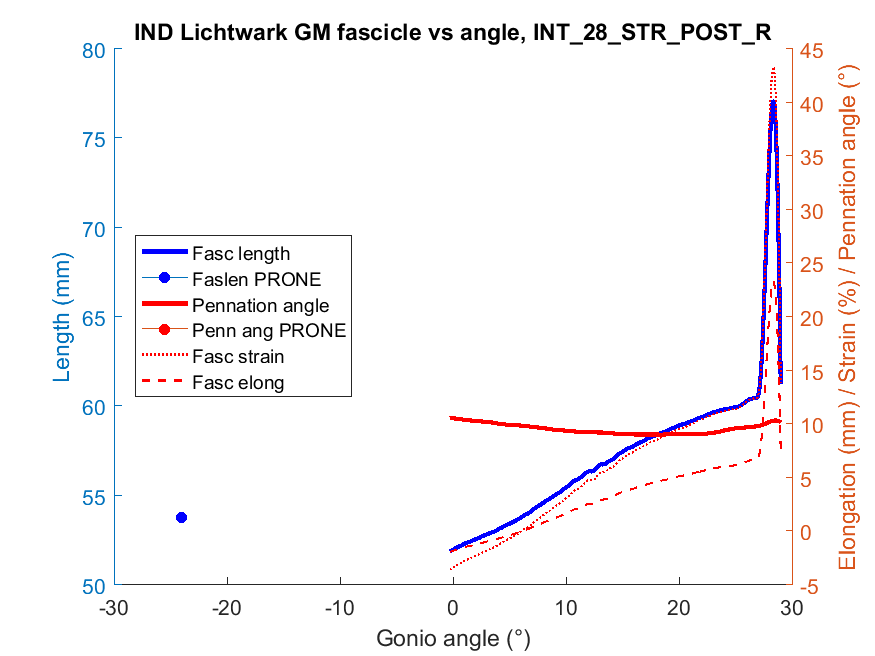 IND Lichtwark GM fascicle vs angle, INT_28_STR_POST_R
80
75
70
65
60
55
50
Length (mm)
45
40
35
30
25
20
15
10
5
0
-5
Elongation (mm) / Strain (%) / Pennation angle (°)
Fasc length
Faslen PRONE
Pennation angle
Penn ang PRONE
Fasc strain
Fasc elong
-30 -20 -10 0 10 20 30
Gonio angle (°)